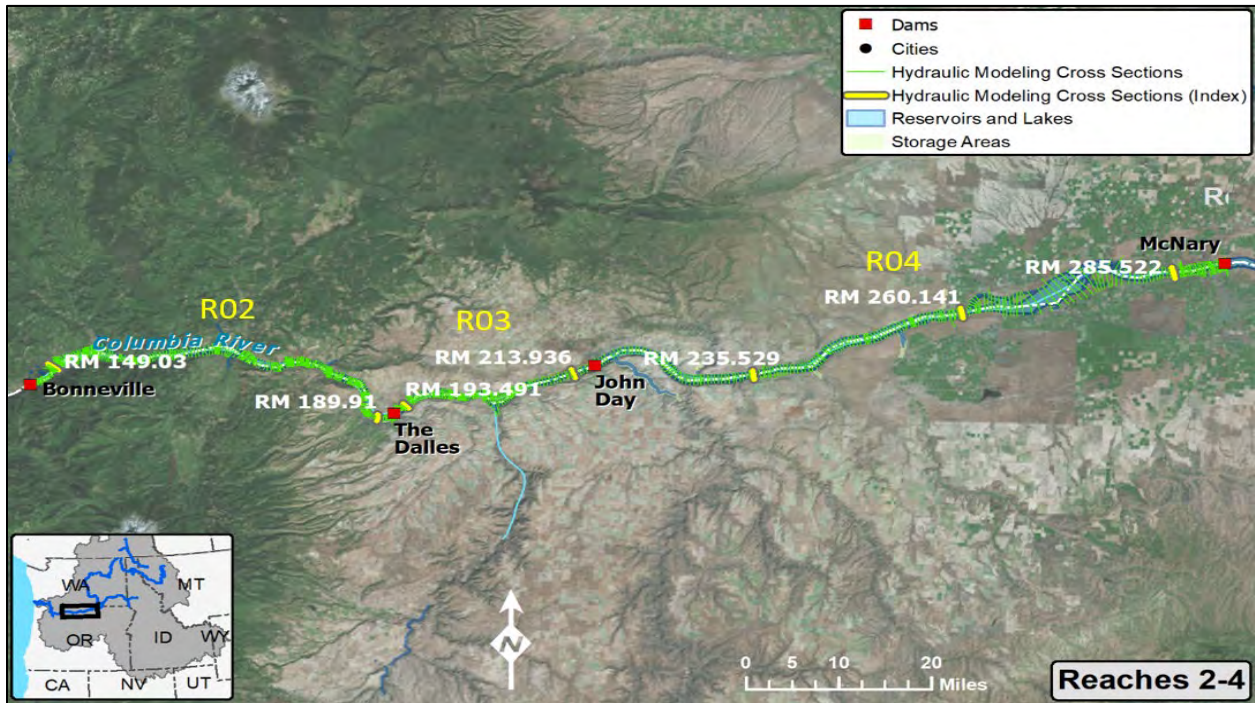 Dams
Cities
Hydraulic Modeling Cross Sections
Hydraulic Modeling Cross Sections (Index)
Reservoirs and Lakes
Storage Areas
McNary
R04
RM 285.522
RM 260.141
R02
R03
Columbia River
RM 149.03
Bonneville
RM 213.936
RM 235.529
John
Day
RM 189.91
RM 193.491
The
Dalles
WA
MT
OR
ID
WY
CA
NV
UT
N
0 5 10 20
Miles
Reaches 2-4